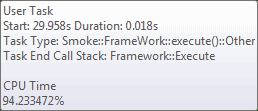 User Task
Start: 29.958s Duration: 0.018s
Task Type: Smoke::FrameWork::execute()::Other
Task End Call Stack: Framework::Execute
CPU Time
94.233472%